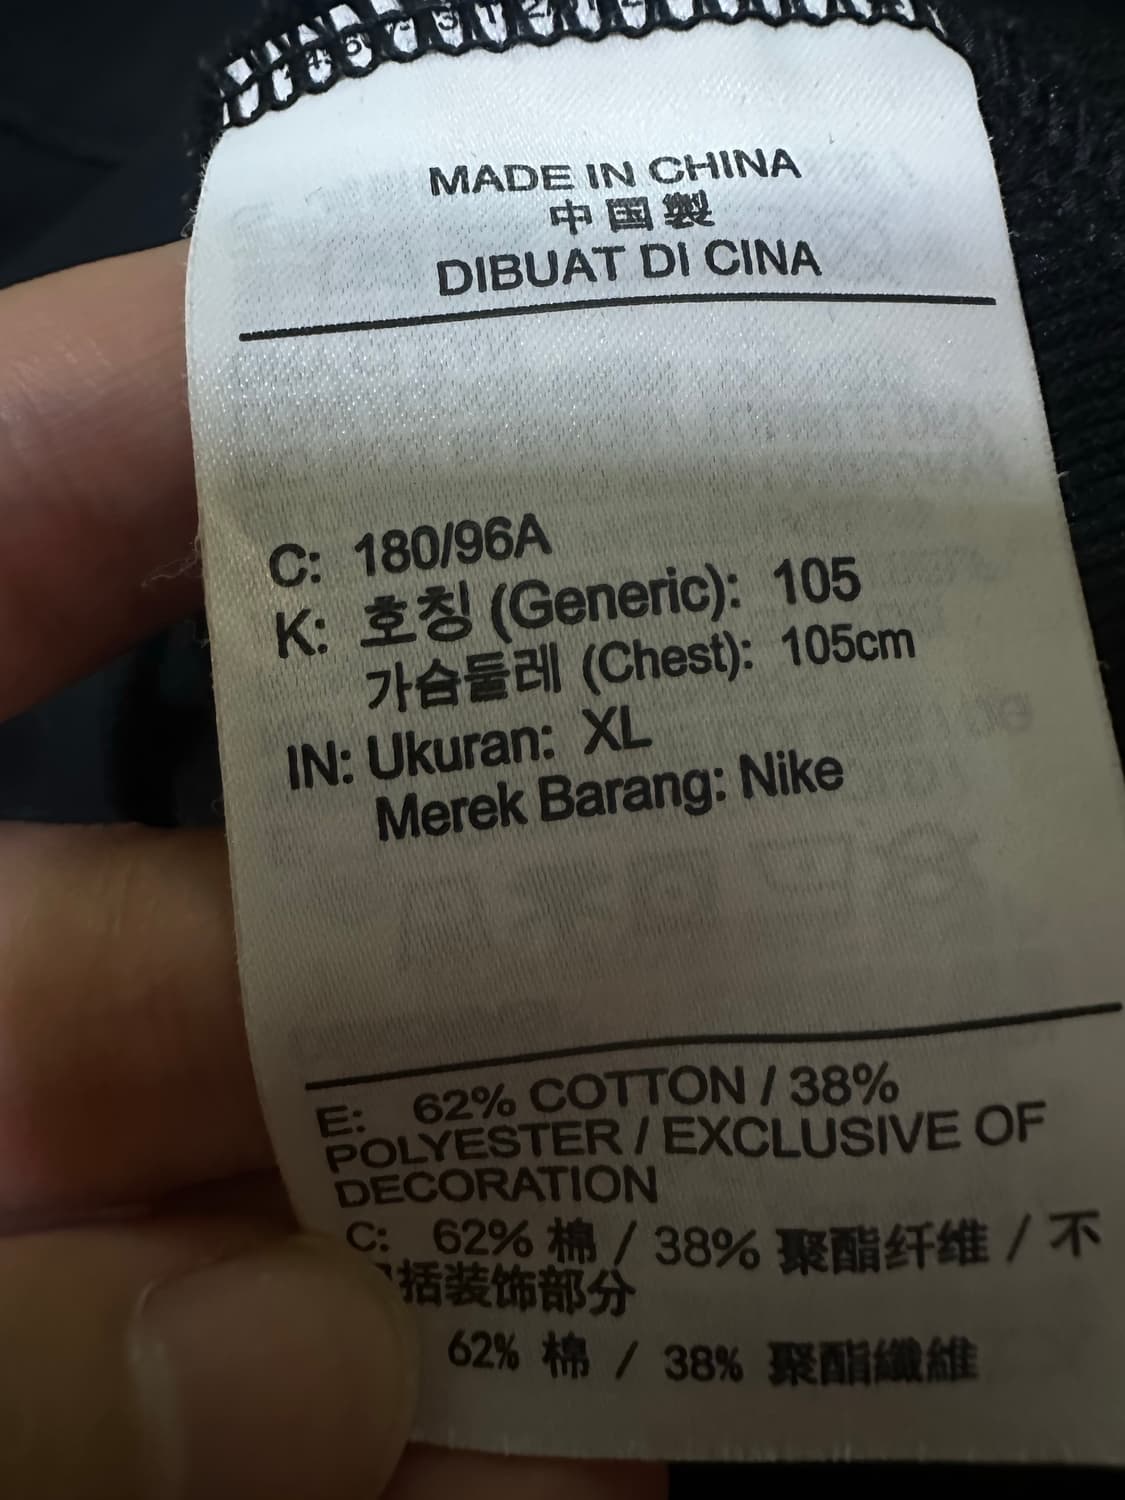 MADE IN CHINA
中国製
DIBUAT DI CINA
C: 180/96A
K: 호칭 (Generic): 105
가슴둘레 (Chest): 105cm
IN: Ukuran: XL
Merek Barang: Nike
E: 62% COTTON / 38%
POLYESTER / EXCLUSIVE OF
DECORATION
C: 62% 棉 / 38% 聚酯纤维 / 不
括装饰部分
62% 棉 / 38% 聚酯纖維